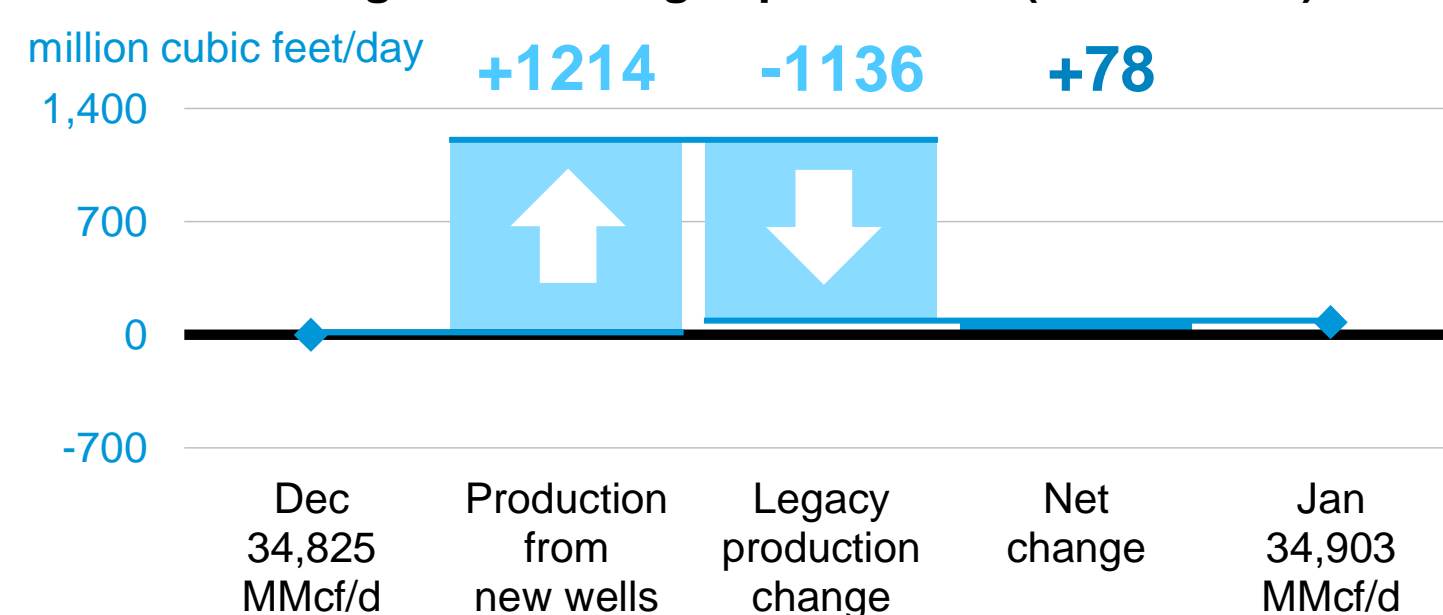 million cubic feet/day
+1214
-1136
+78
1,400
700
0
-700
Dec
34,825
MMcf/d
Production
from
new wells
Legacy
production
change
Net
change
Jan
34,903
MMcf/d